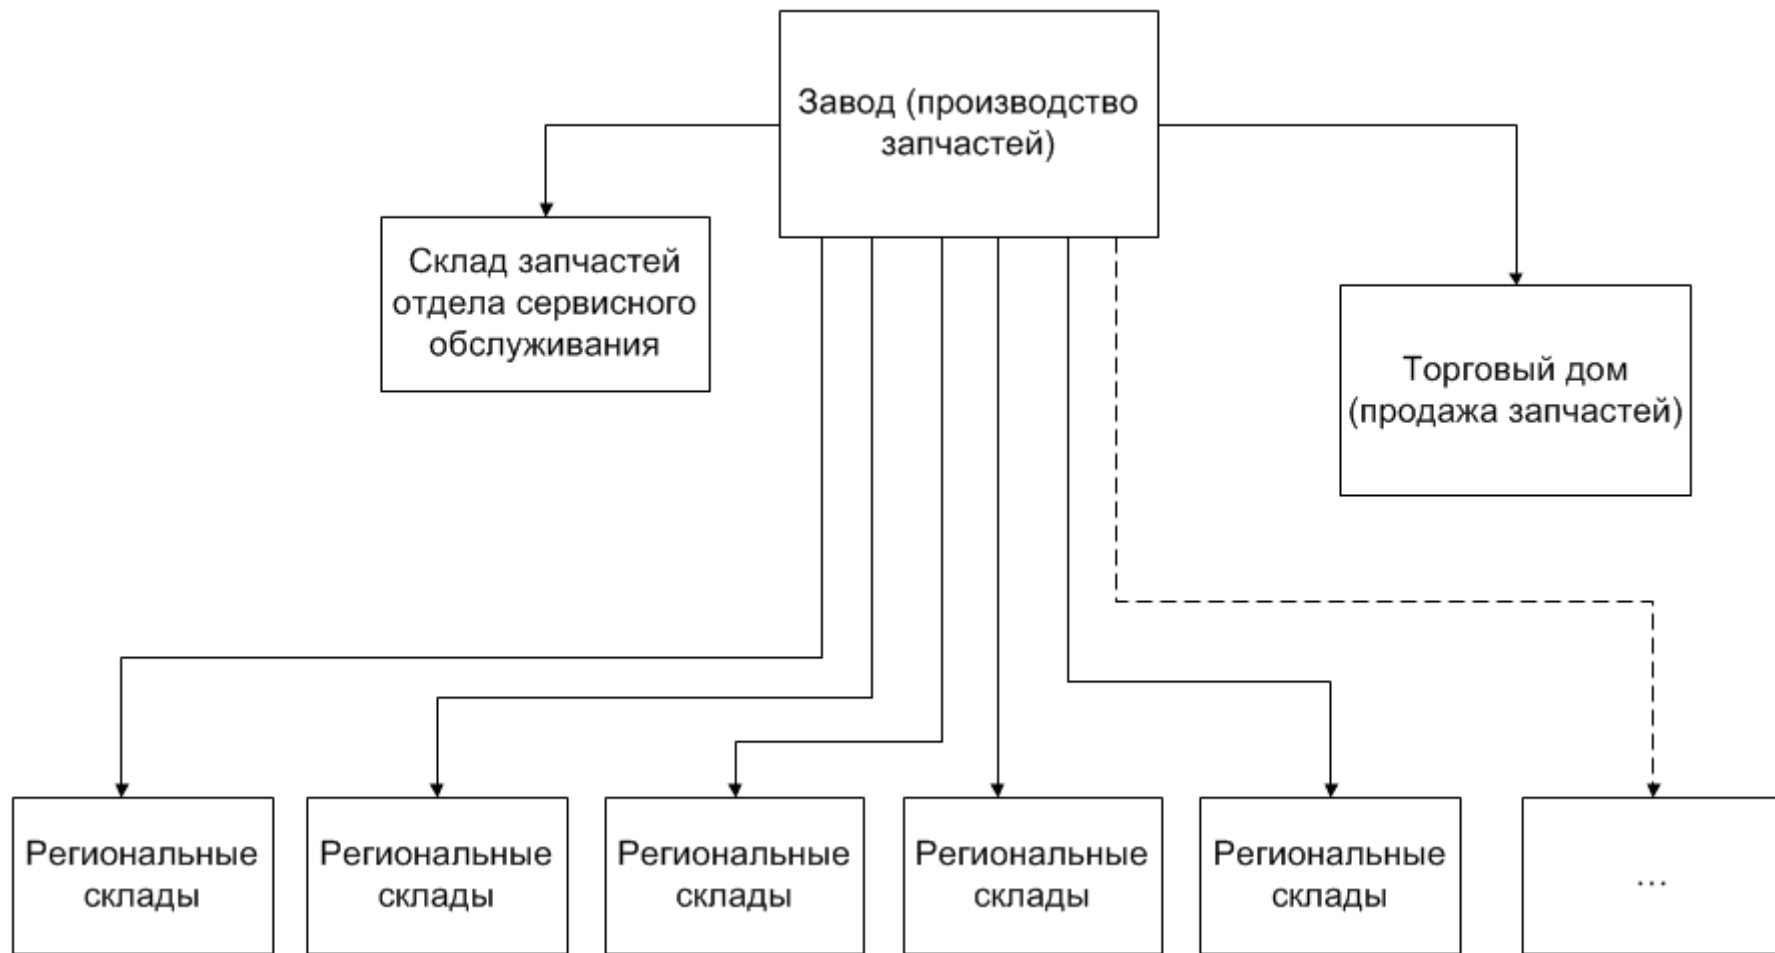 Завод (производство
запчастей)
Склад запчастей
отдела сервисного
обслуживания
Торговый дом
(продажа запчастей)
Региональные
склады
Региональные
склады
Региональные
склады
Региональные
склады
Региональные
склады
...